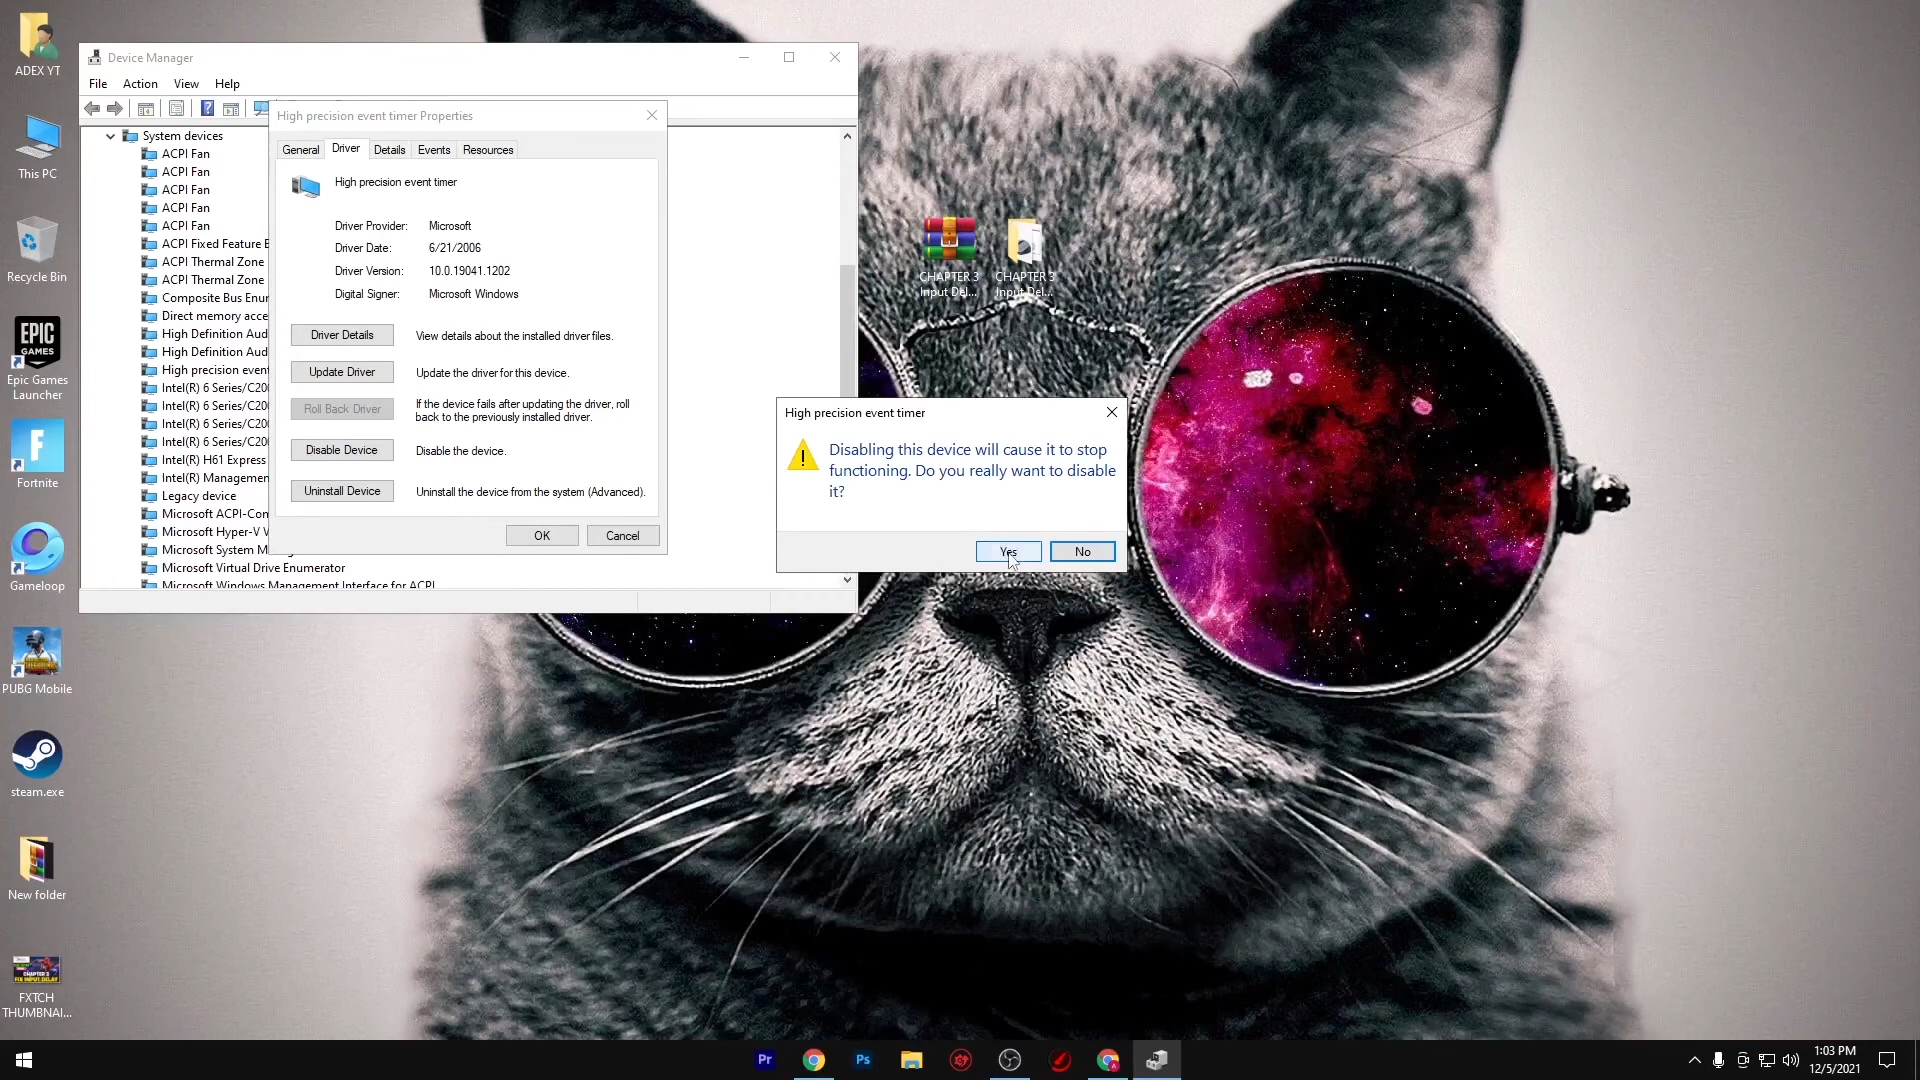 ADEX YT
This PC
Recycle Bin
EPIC
GAMES
Epic Games
Launcher
Fortnite
Gameloop
PUBG Mobile
steam.exe
New folder
CHAPTER 3
FIX INPUT DELAY
FXTCH
THUMBNAI...
Device Manager
File Action View Help
System devices
ACPI Fan
ACPI Fan
ACPI Fan
ACPI Fan
ACPI Fan
ACPI Fixed Feature B
ACPI Thermal Zone
ACPI Thermal Zone
Composite Bus Enur
Direct memory acce
High Definition Aud
High Definition Aud
High precision event
Intel(R) 6 Series/C20
Intel(R) 6 Series/C20
Intel(R) 6 Series/C20
Intel(R) 6 Series/C20
Intel(R) H61 Express
Intel(R) Managemen
Legacy device
Microsoft ACPI-Con
Microsoft Hyper-V V
Microsoft System M
Microsoft Virtual Drive Enumerator
Microsoft Windows Management Interface for ACPI
High precision event timer Properties
General Driver Details Events Resources
High precision event timer
Driver Provider: Microsoft
Driver Date: 6/21/2006
Driver Version: 10.0.19041.1202
Digital Signer: Microsoft Windows
Driver Details View details about the installed driver files.
Update Driver Update the driver for this device.
Roll Back Driver If the device fails after updating the driver, roll
back to the previously installed driver.
Disable Device Disable the device.
Uninstall Device Uninstall the device from the system (Advanced).
OK Cancel
CHAPTER 3
Input Del...
CHAPTER 3
Input Del...
High precision event timer
Disabling this device will cause it to stop
functioning. Do you really want to disable
it?
Yes No
Pr
Ps
1:03 PM
12/5/2021